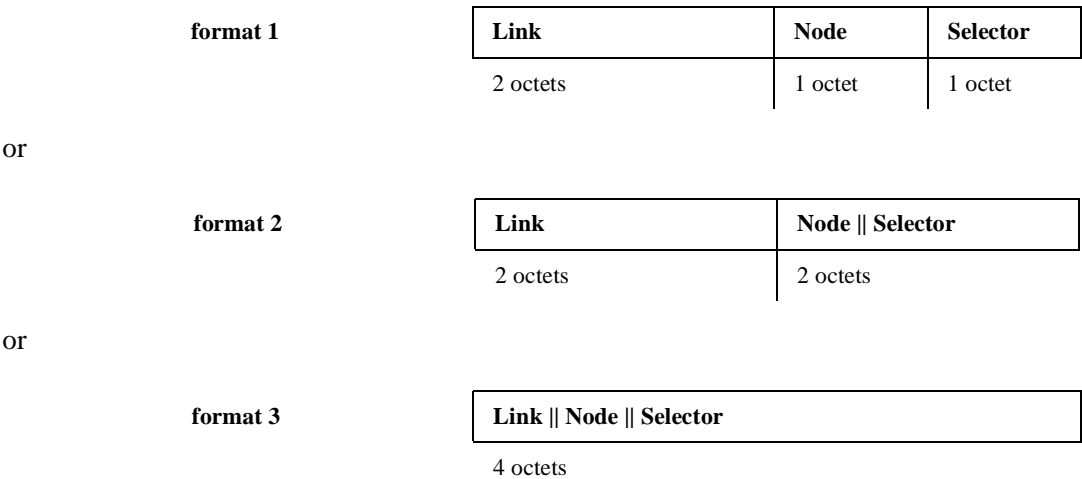 format 1 Link Node Selector
2 octets 1 octet 1 octet
or
format 2 Link Node || Selector
2 octets 2 octets
or
format 3 Link || Node || Selector
4 octets